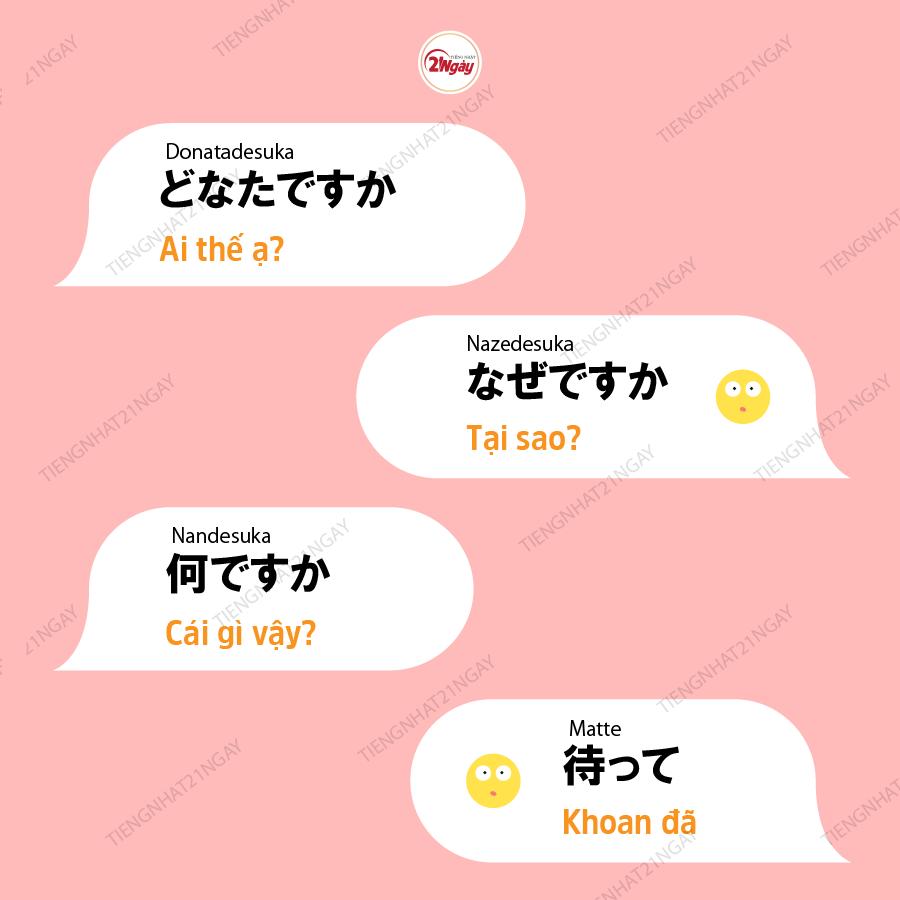 TIẾNG NHẬT
21Ngày
Donatadesuka
どなたですか
Ai thế ạ?
Nazedesuka
なぜですか
Tại sao?
Nandesuka
何ですか
Cái gì vậy?
Matte
待って
Khoan đã
TIENGNHAT21NGAY